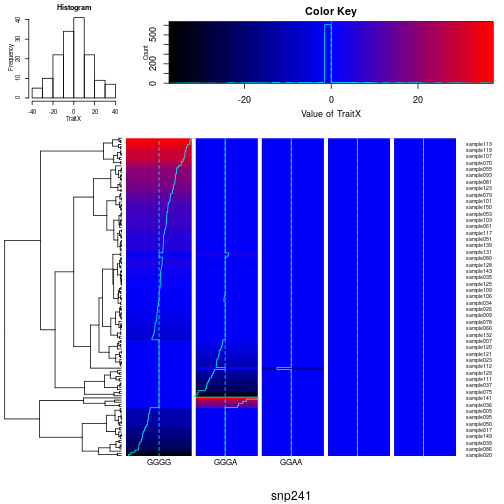 Histogram
Frequency
0 10 20 30 40
-40 -20 0 20 40
TraitX
Color Key
Count
0 200 500
-20 0 20
Value of TraitX
sample113
sample119
sample107
sample070
sample055
sample093
sample081
sample123
sample079
sample101
sample150
sample053
sample103
sample061
sample117
sample051
sample139
sample131
sample080
sample128
sample143
sample035
sample125
sample109
sample106
sample034
sample026
sample009
sample078
sample066
sample132
sample007
sample120
sample121
sample023
sample112
sample129
sample111
sample037
sample075
sample141
sample036
sample005
sample095
sample050
sample017
sample149
sample039
sample086
sample020
GGGG GGGA GGAA
snp241